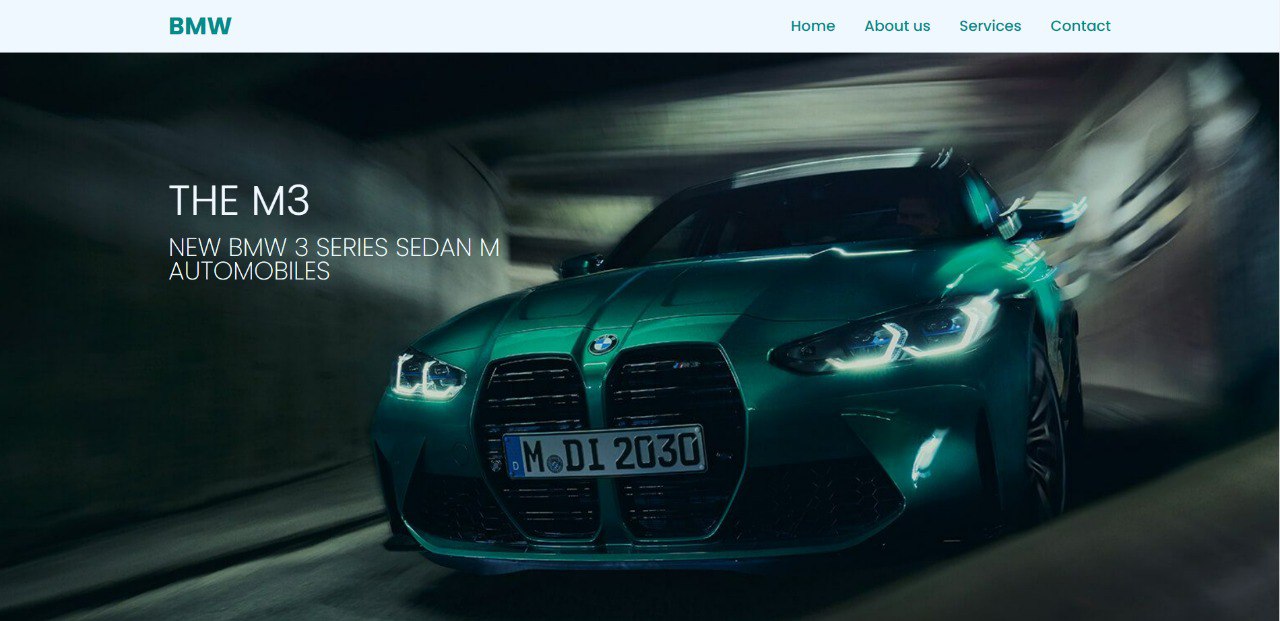 BMW
Home About us Services Contact
THE M3
NEW BMW 3 SERIES SEDAN M
AUTOMOBILES
M DI 2030
D